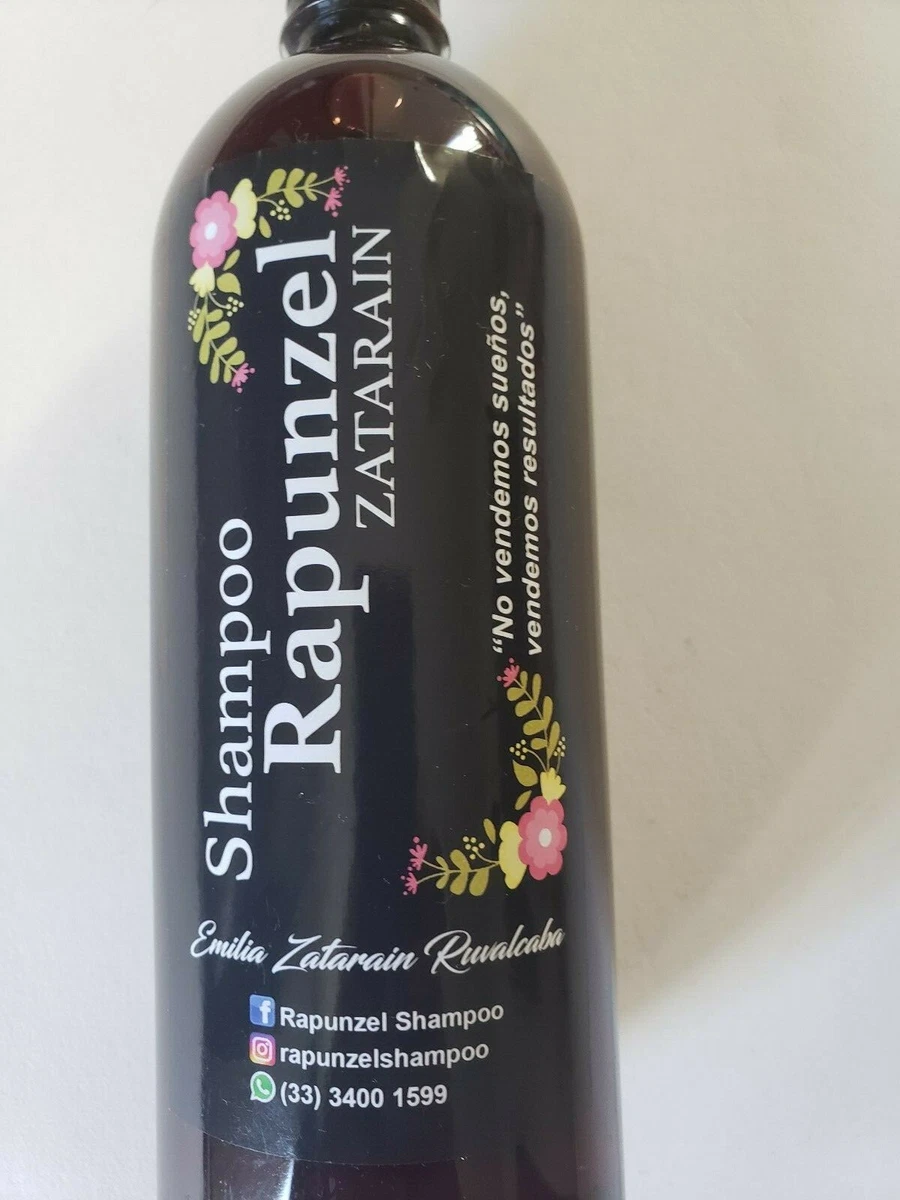 Shampoo
Rapunzel
ZATARAIN
“No vendemos sueños,
vendemos resultados”
Emilia Zatarain Ruvalcaba
Rapunzel Shampoo
rapunzelshampoo
(33) 3400 1599